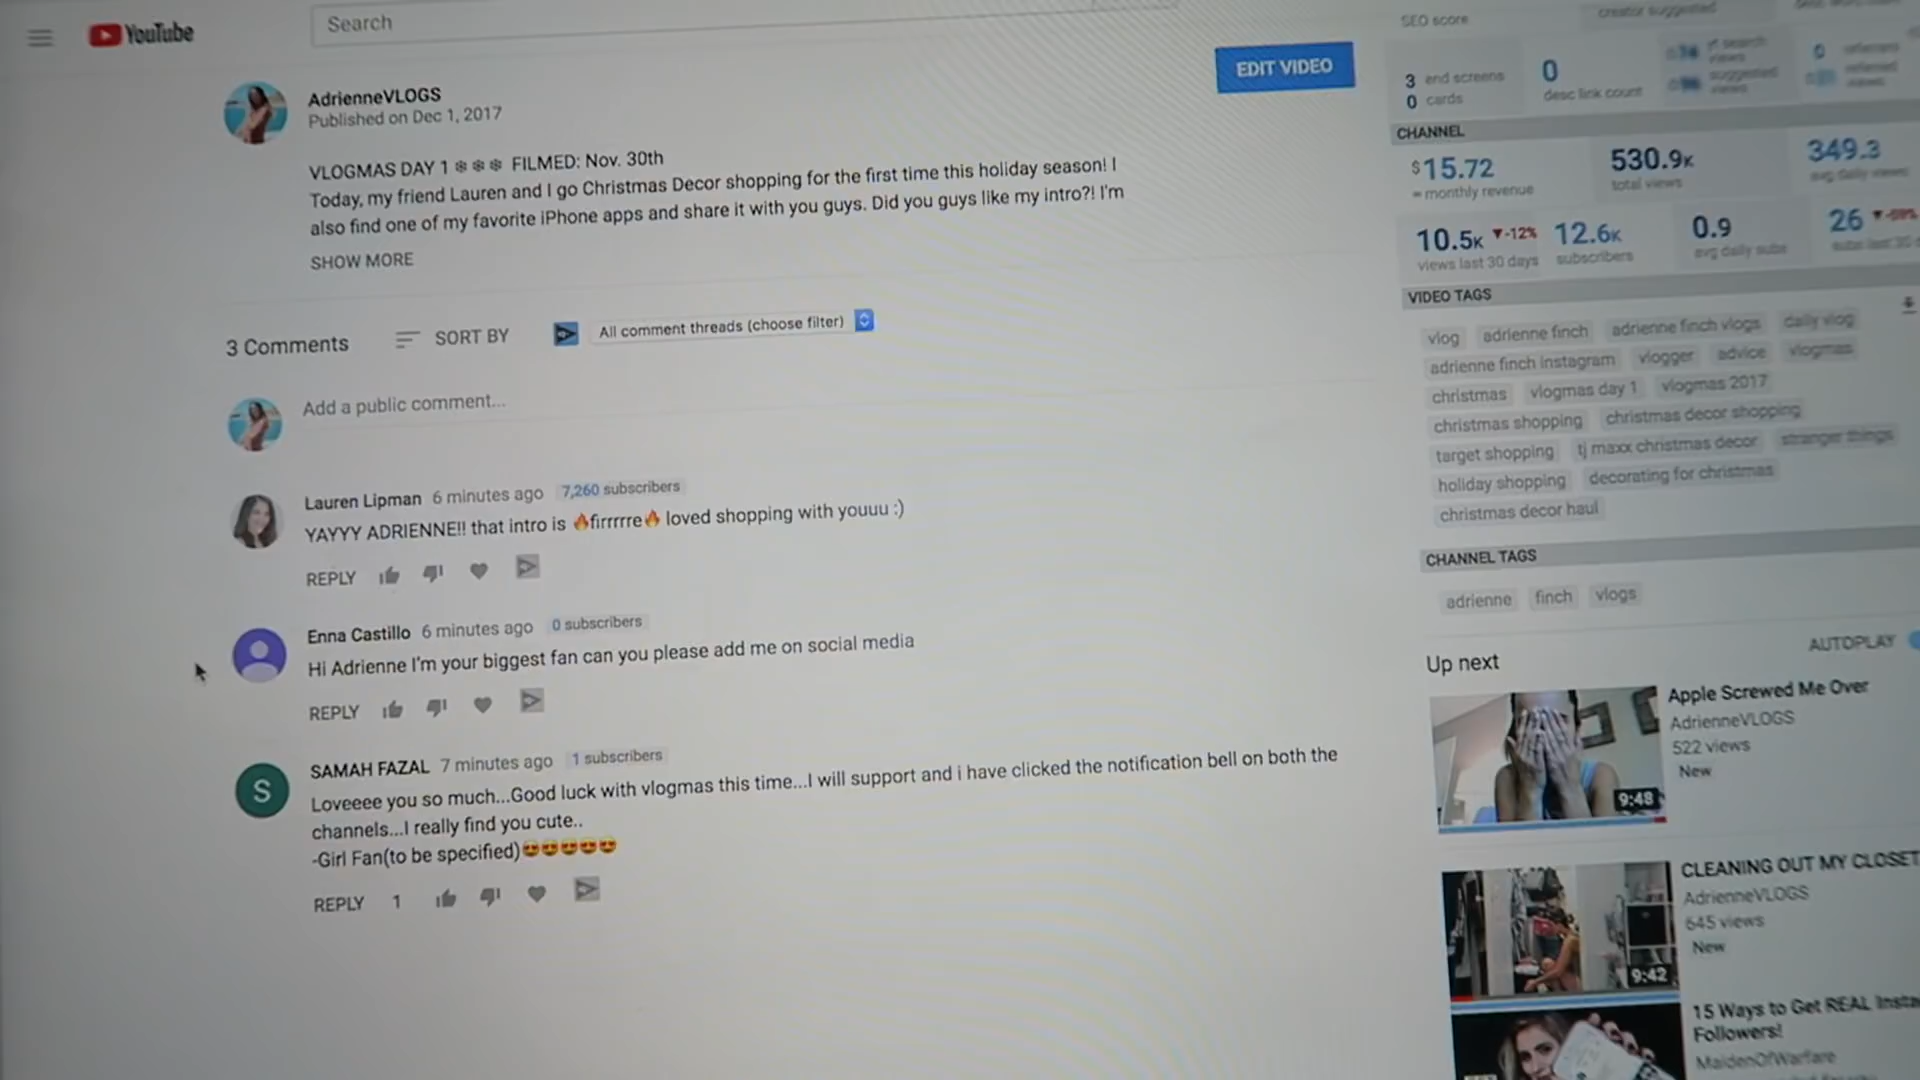 YouTube
Search
AdrienneVLOGS
Published on Dec 1, 2017
EDIT VIDEO
VLOGMAS DAY 1 ❄ ❄ ❄ FILMED: Nov. 30th
Today, my friend Lauren and I go Christmas Decor shopping for the first time this holiday season! I
also find one of my favorite iPhone apps and share it with you guys. Did you guys like my intro?! I'm
SHOW MORE
3 Comments
SORT BY
All comment threads (choose filter)
Add a public comment...
Lauren Lipman 6 minutes ago 7,260 subscribers
YAYYY ADRIENNE!! that intro is 🔥firrrrre🔥 loved shopping with youuu :)
REPLY
Enna Castillo 6 minutes ago 0 subscribers
Hi Adrienne I'm your biggest fan can you please add me on social media
REPLY
SAMAH FAZAL 7 minutes ago 1 subscribers
S
Loveeee you so much...Good luck with vlogmas this time...I will support and i have clicked the notification bell on both the
channels...I really find you cute..
-Girl Fan(to be specified)😍😍😍😍😍
REPLY 1
SEO score
creator suggested
3 end screens
0 cards
0
desc link count
search views
suggested views
0
CHANNEL
$15.72
≈ monthly revenue
530.9K
total views
349.3
avg daily views
10.5K ▼-12%
views last 30 days
12.6K
subscribers
0.9
avg daily subs
26
subs last 30
VIDEO TAGS
vlog adrienne finch adrienne finch vlogs daily vlog
adrienne finch instagram vlogger advice vlogmas
christmas vlogmas day 1 vlogmas 2017
christmas shopping christmas decor shopping
target shopping tj maxx christmas decor stranger things
holiday shopping decorating for christmas
christmas decor haul
CHANNEL TAGS
adrienne finch vlogs
Up next
AUTOPLAY
Apple Screwed Me Over
AdrienneVLOGS
522 views
New
9:48
CLEANING OUT MY CLOSET
AdrienneVLOGS
645 views
New
9:42
15 Ways to Get REAL Insta
Followers!
MaidenOfWarfare